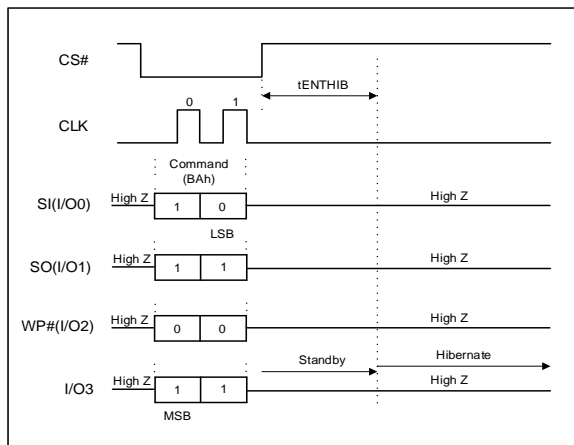 CS#
tENTHIB
0 1
CLK
Command
(BAh)
High Z High Z
SI(I/O0) 1 0
LSB
High Z High Z
SO(I/O1) 1 1
High Z High Z
WP#(I/O2) 0 0
Standby Hibernate
High Z High Z
I/O3 1 1
MSB